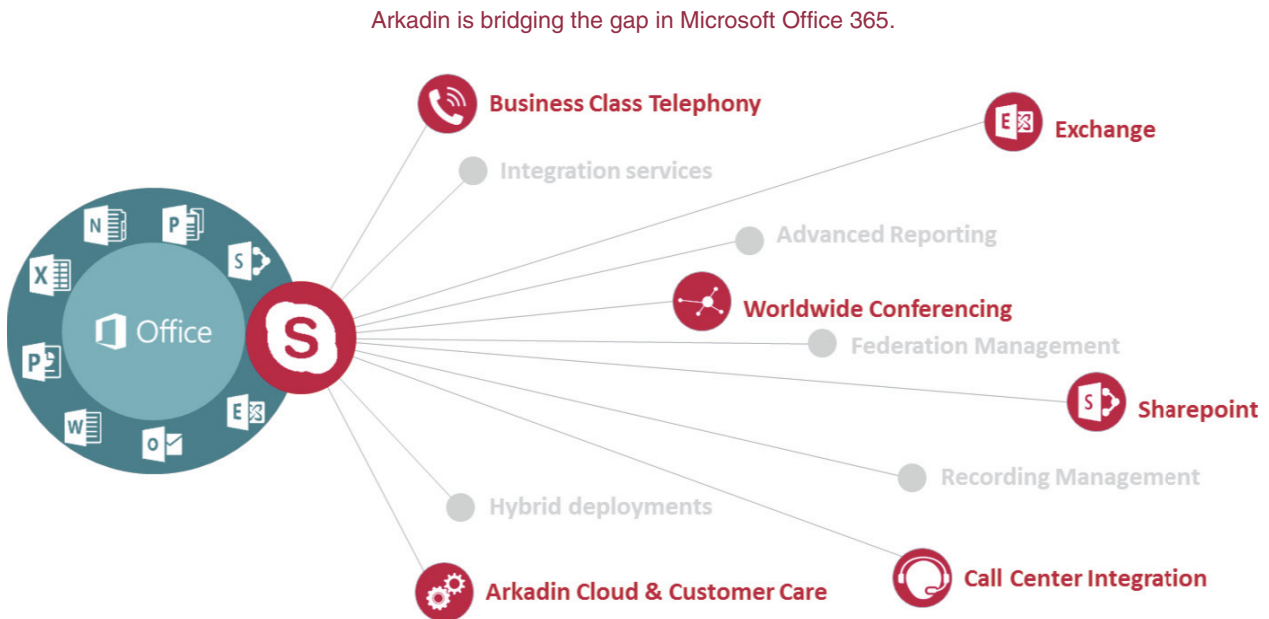 Arkadin is bridging the gap in Microsoft Office 365.
Business Class Telephony
E
Exchange
Integration services
N
P
Advanced Reporting
S
X
Worldwide Conferencing
Office
S
Federation Management
P
S
Sharepoint
E
W
O
Recording Management
Hybrid deployments
Call Center Integration
Arkadin Cloud & Customer Care